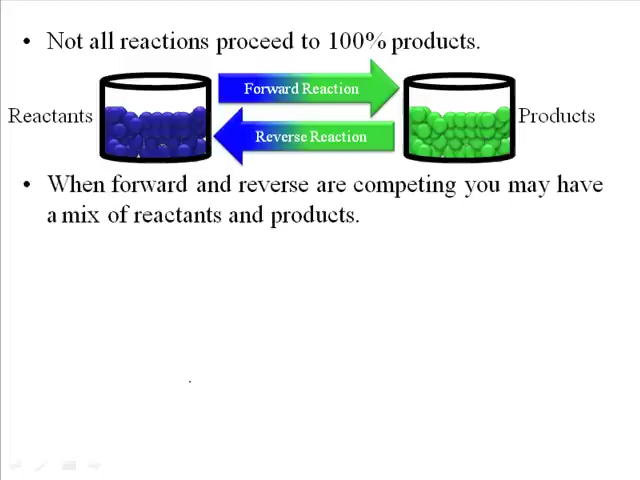 • Not all reactions proceed to 100% products.
Forward Reaction
Reactants
Products
Reverse Reaction
• When forward and reverse are competing you may have
a mix of reactants and products.